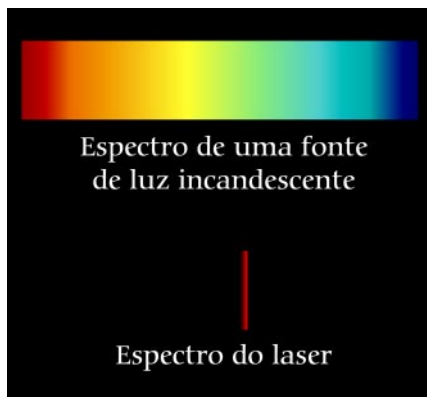 Espectro de uma fonte
de luz incandescente
Espectro do laser